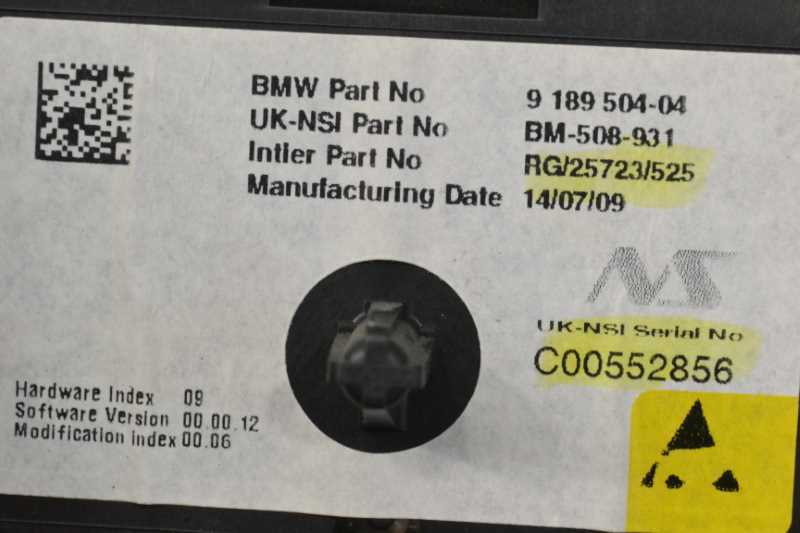 BMW Part No 9 189 504-04
UK-NSI Part No BM-508-931
Intier Part No RG/25723/525
Manufacturing Date 14/07/09
NS
UK-NSI Serial No
C00552856
Hardware Index 09
Software Version 00.00.12
Modification index 00.06